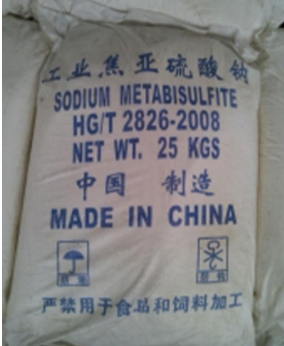 工业焦亚硫酸钠
SODIUM METABISULFITE
HG/T 2826-2008
NET WT. 25 KGS
中国 制造
MADE IN CHINA
严禁用于食品和饲料加工